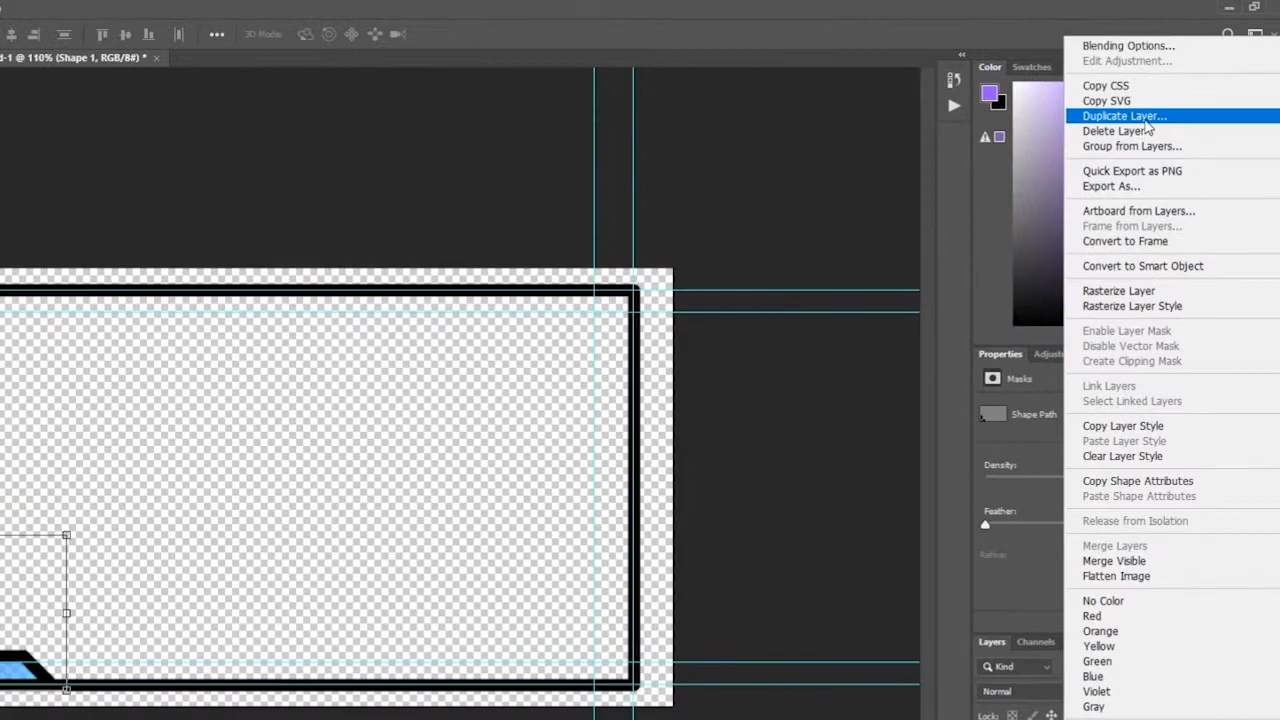 3D Mode:
d-1 @ 110% (Shape 1, RGB/8#) *
Color
Swatches
Blending Options...
Edit Adjustment...
Copy CSS
Copy SVG
Duplicate Layer...
Delete Layer
Group from Layers...
Quick Export as PNG
Export As...
Artboard from Layers...
Frame from Layers...
Convert to Frame
Convert to Smart Object
Rasterize Layer
Rasterize Layer Style
Enable Layer Mask
Disable Vector Mask
Create Clipping Mask
Link Layers
Select Linked Layers
Copy Layer Style
Paste Layer Style
Clear Layer Style
Copy Shape Attributes
Paste Shape Attributes
Release from Isolation
Merge Layers
Merge Visible
Flatten Image
No Color
Red
Orange
Yellow
Green
Blue
Violet
Gray
Properties
Adjust
Masks
Shape Path
Density:
Feather:
Refine:
Layers
Channels
Kind
Normal
Lock: